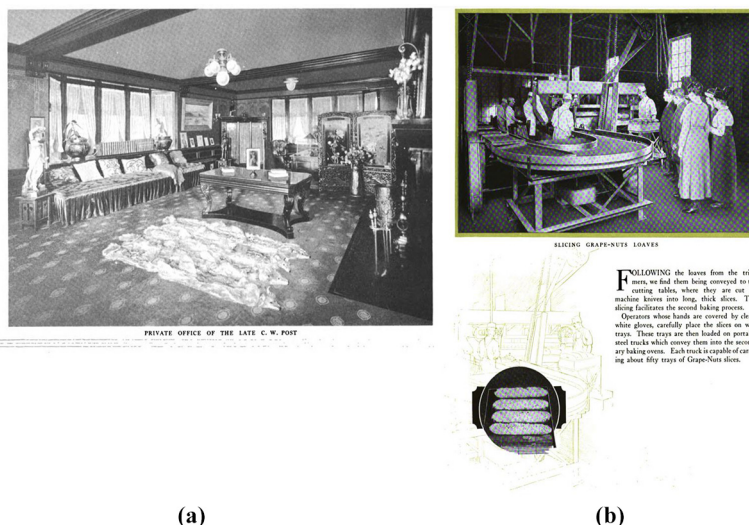 PRIVATE OFFICE OF THE LATE C. W. POST
SLICING GRAPE-NUTS LOAVES
FOLLOWING the loaves from the
mers, we find them being conveyed to
cutting tables, where they are cut
machine knives into long, thick slices.
slicing facilitates the second baking process.
Operators whose hands are covered by
white gloves, carefully place the slices on
trays. These trays are then loaded on
steel trucks which convey them into the
ary baking ovens. Each truck is capable of
ing about fifty trays of Grape-Nuts slices.
(a)
(b)